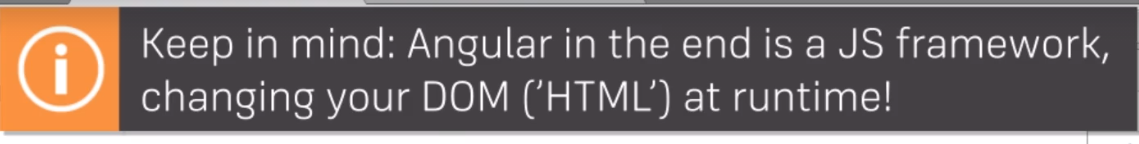 Keep in mind: Angular in the end is a JS framework,
changing your DOM (’HTML’) at runtime!